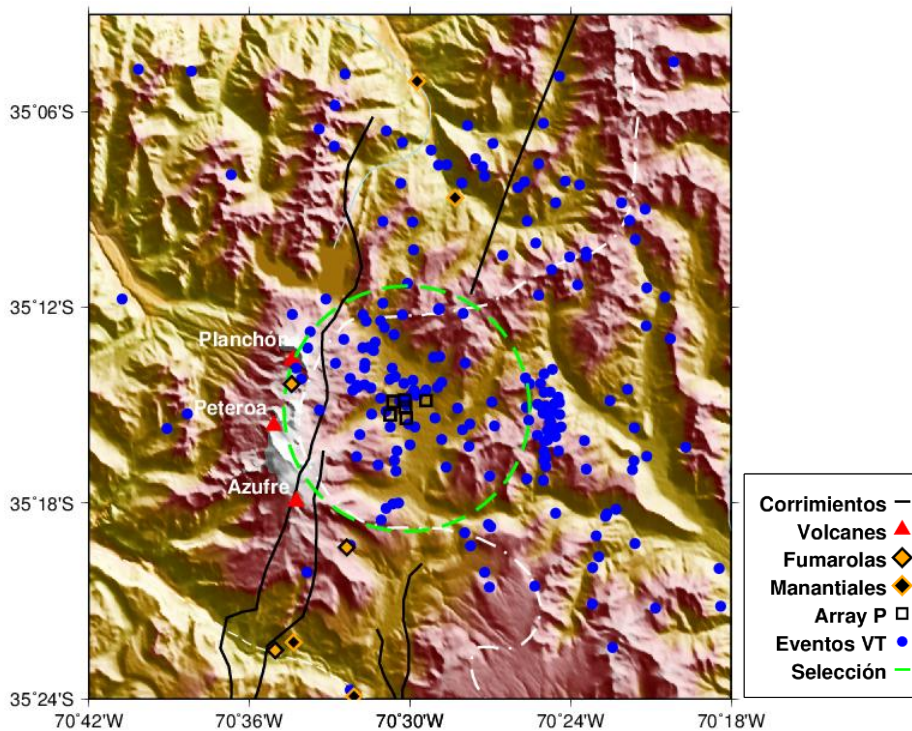 35°06'S
35°12'S
Planchón
Peteroa
Azufre
35°18'S
35°24'S
70°42'W
70°36'W
70°30'W
70°24'W
70°18'W
Corrimientos
Volcanes
Fumarolas
Manantiales
Array P
Eventos VT
Selección